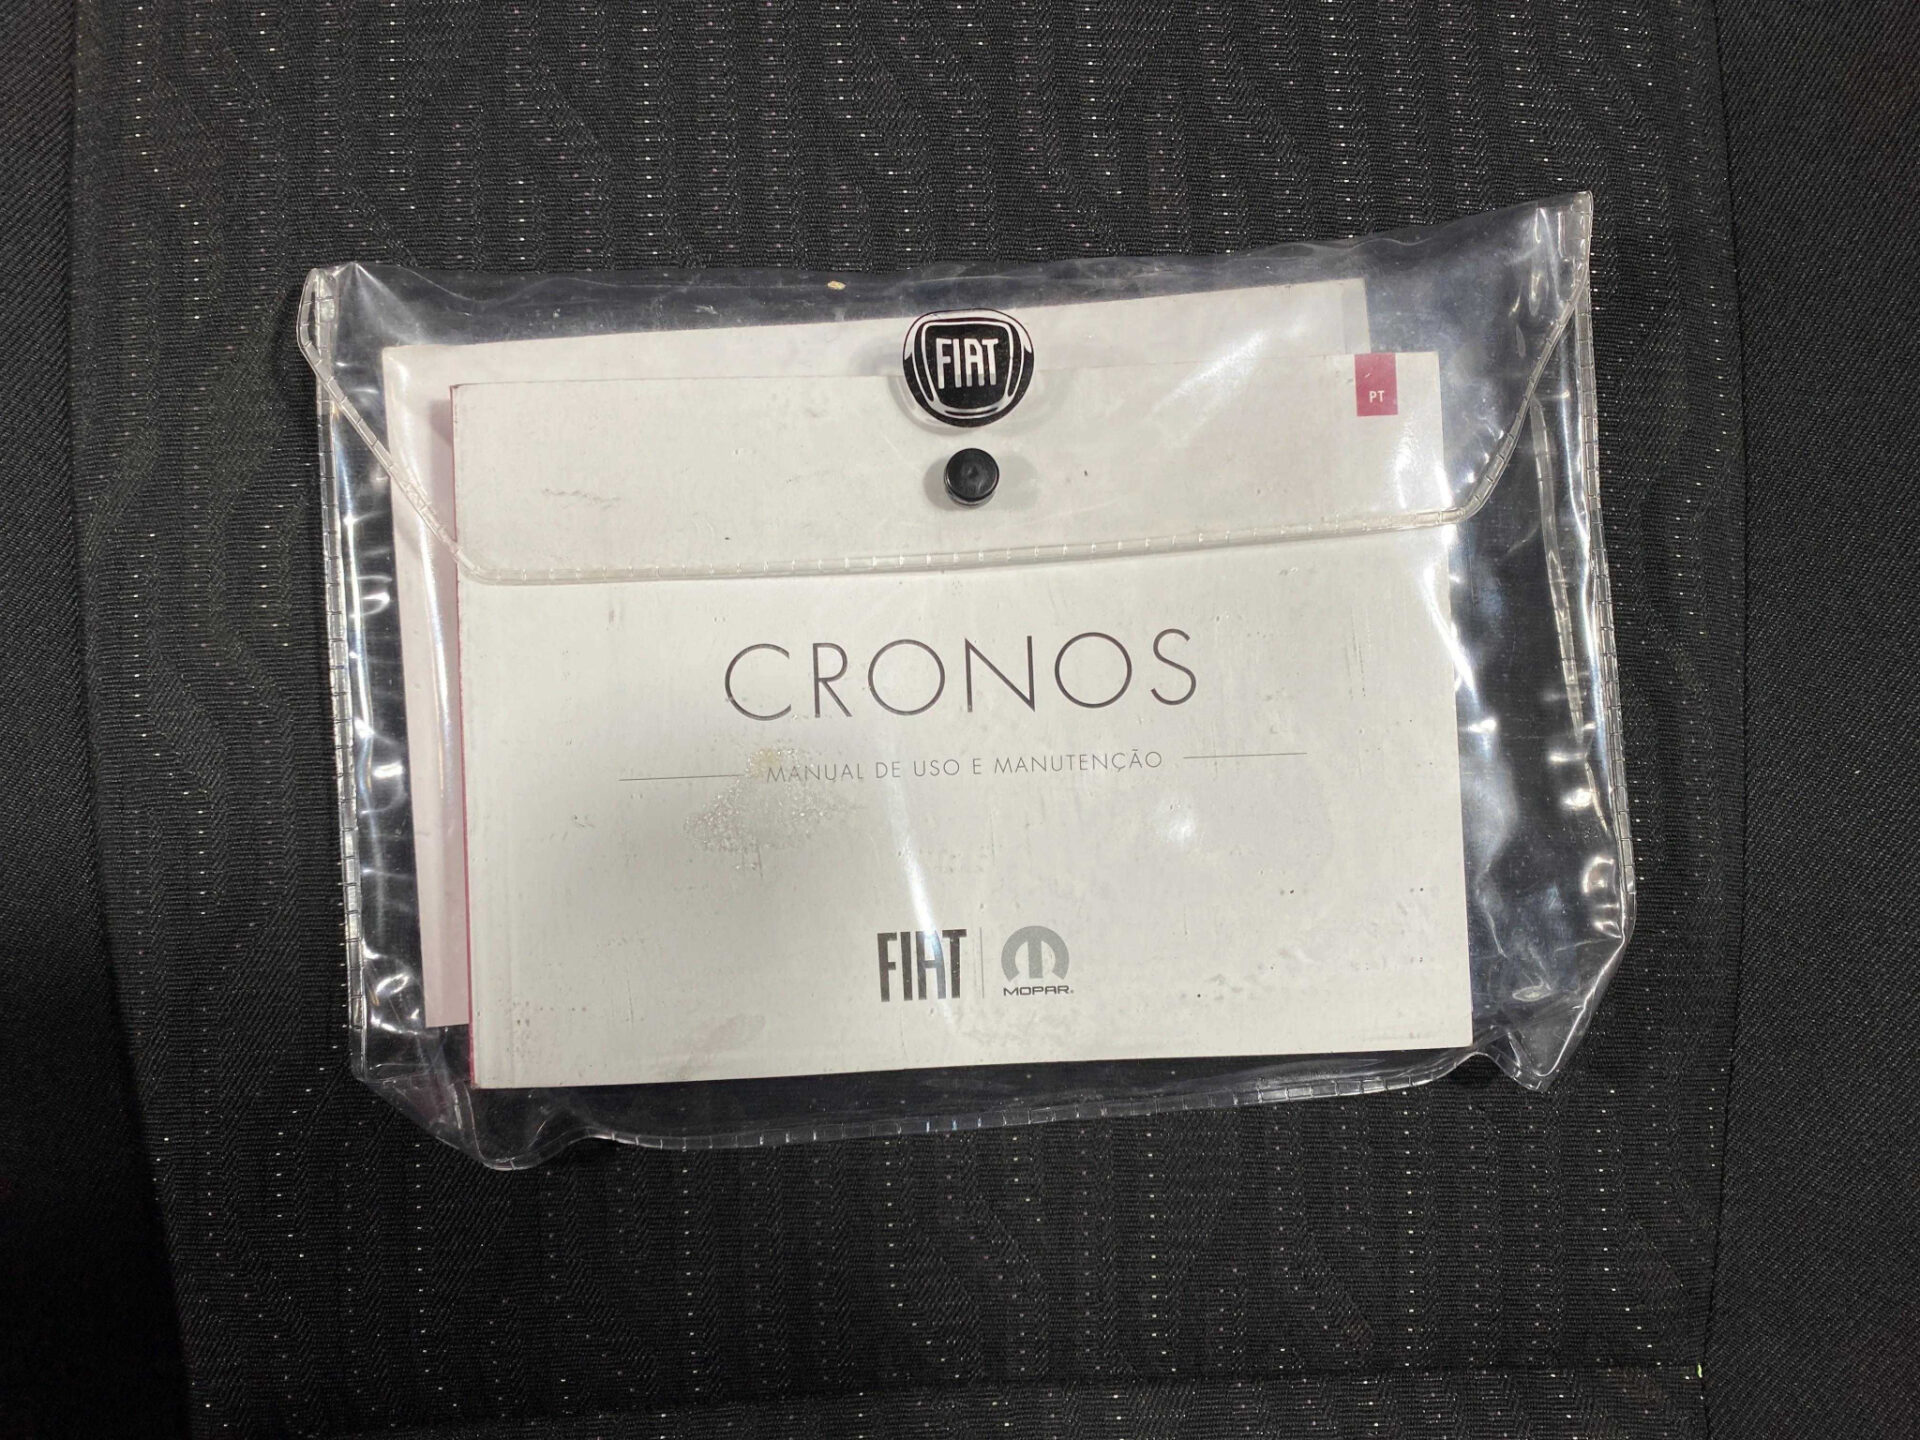 FIAT
PT
CRONOS
MANUAL DE USO E MANUTENÇÃO
FIAT
MOPAR®